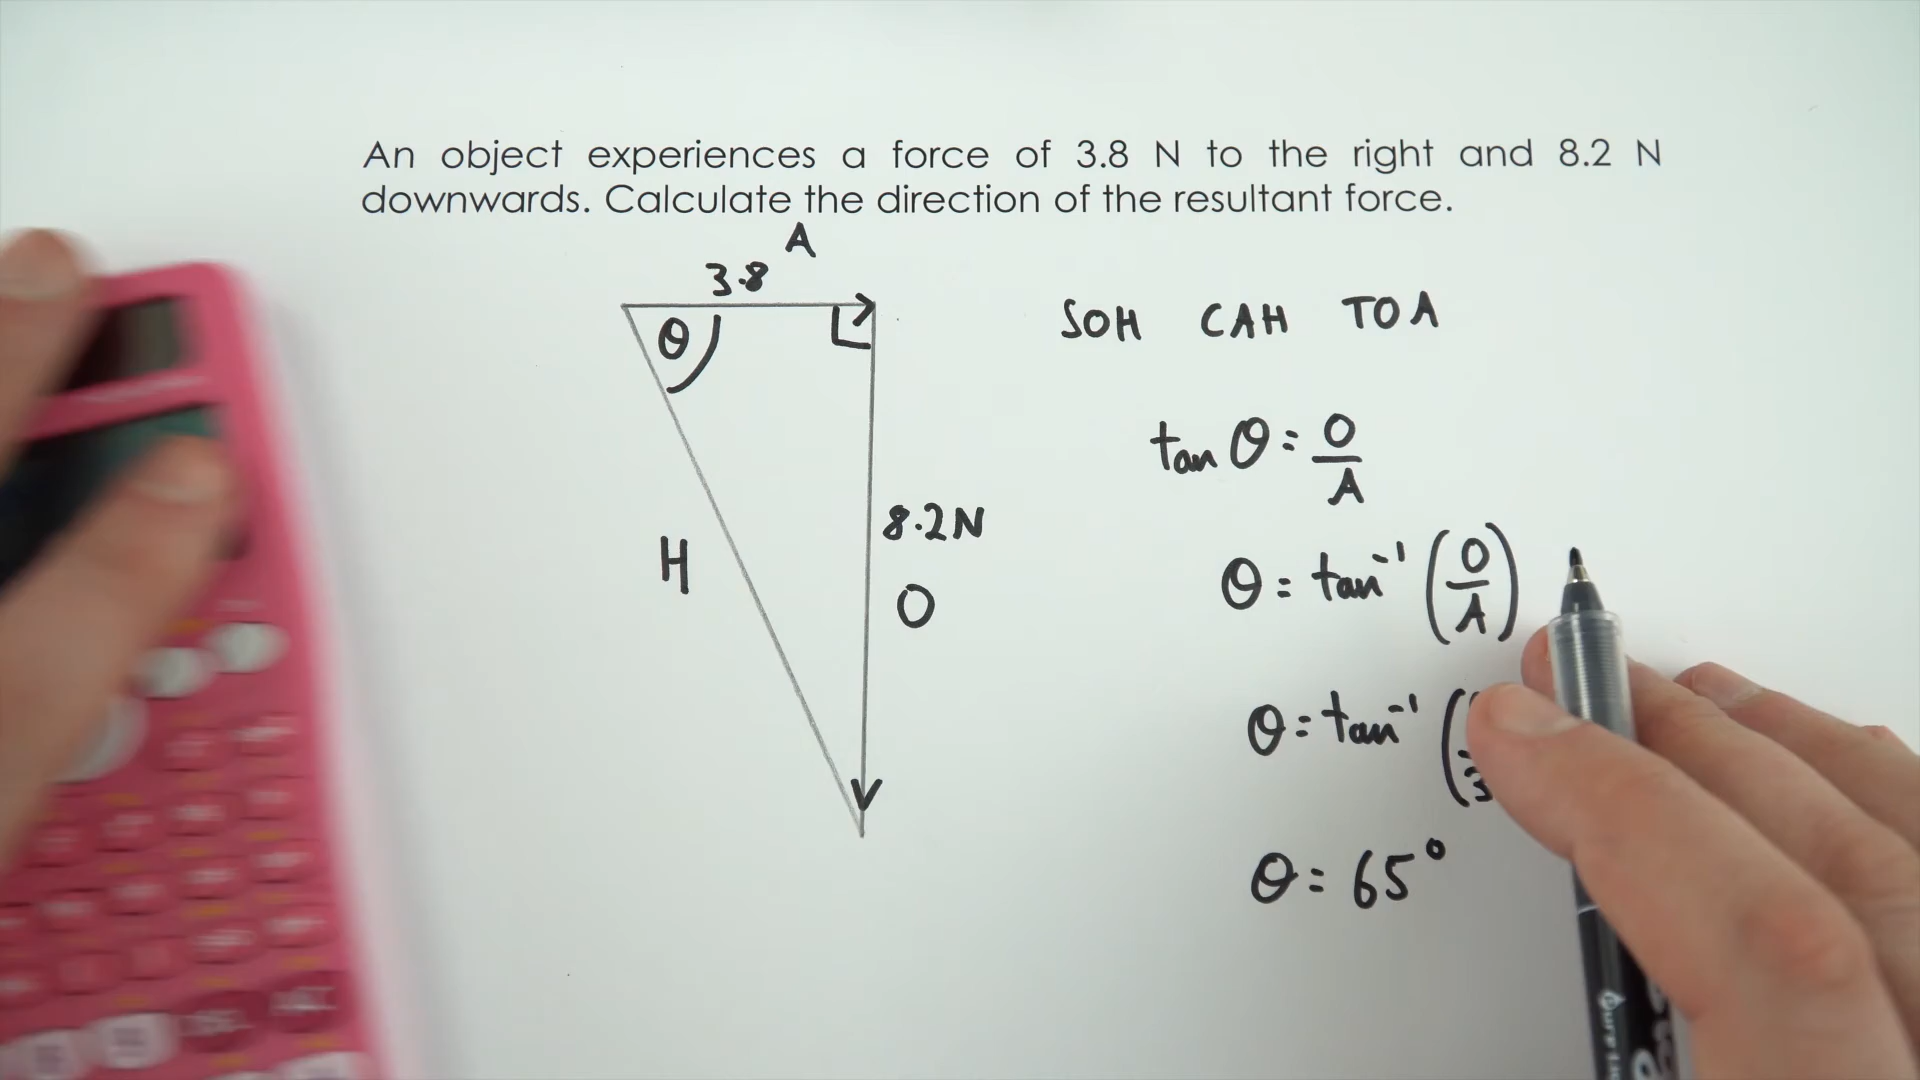 An object experiences a force of 3.8 N to the right and 8.2 N
downwards. Calculate the direction of the resultant force.
A
3.8
SOH CAH TOA
θ
tan θ = O/A
8.2N
H
O
θ = tan⁻¹ (O/A)
θ = tan⁻¹ (
θ = 65°